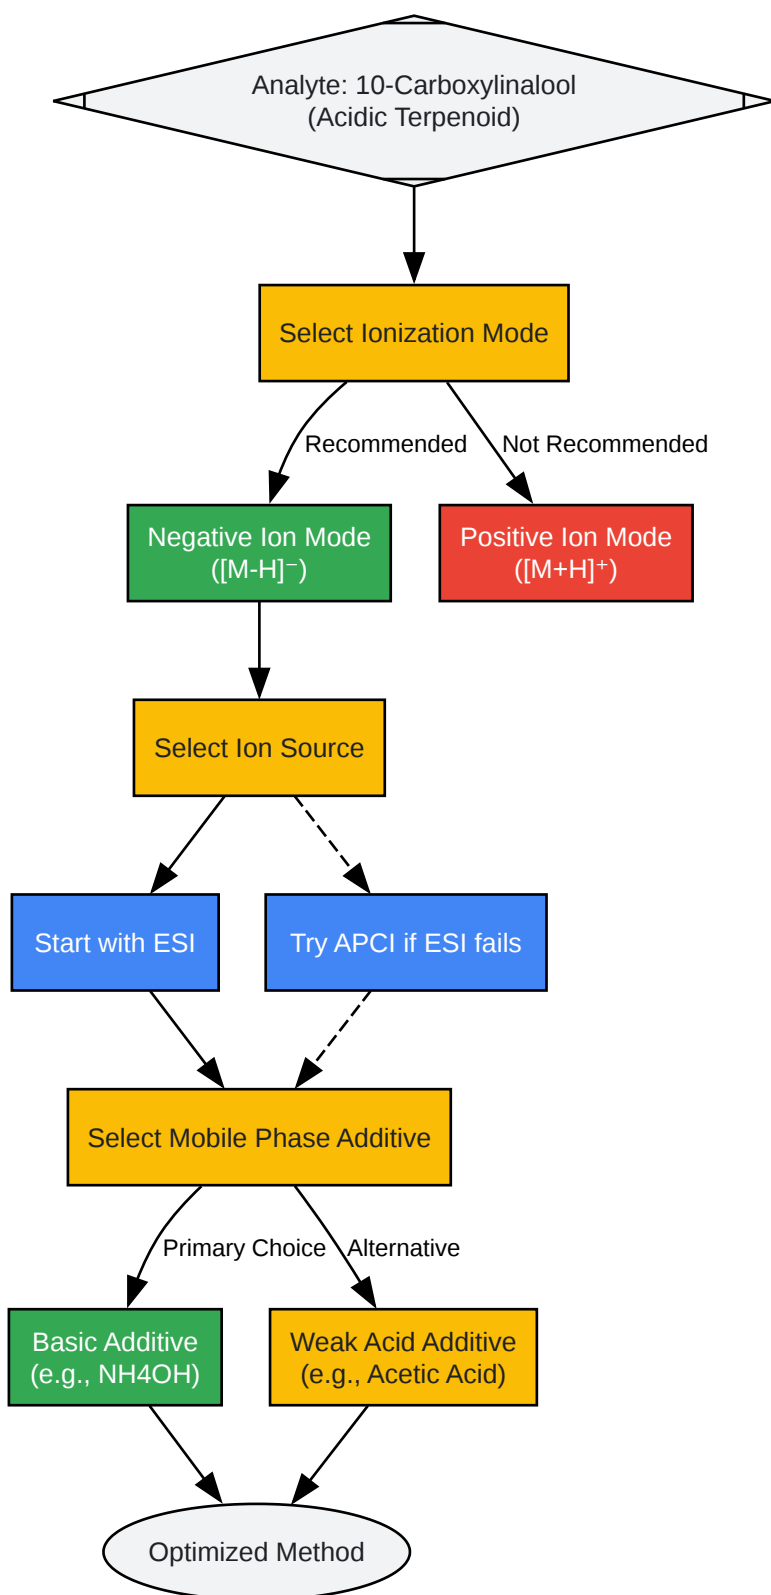 Analyte: 10-Carboxylinalool
(Acidic Terpenoid)
Select Ionization Mode
Recommended
Not Recommended
Negative Ion Mode
([M-H]⁻)
Positive Ion Mode
([M+H]⁺)
Select Ion Source
Start with ESI
Try APCI if ESI fails
Select Mobile Phase Additive
Primary Choice
Alternative
Basic Additive
(e.g., NH4OH)
Weak Acid Additive
(e.g., Acetic Acid)
Optimized Method